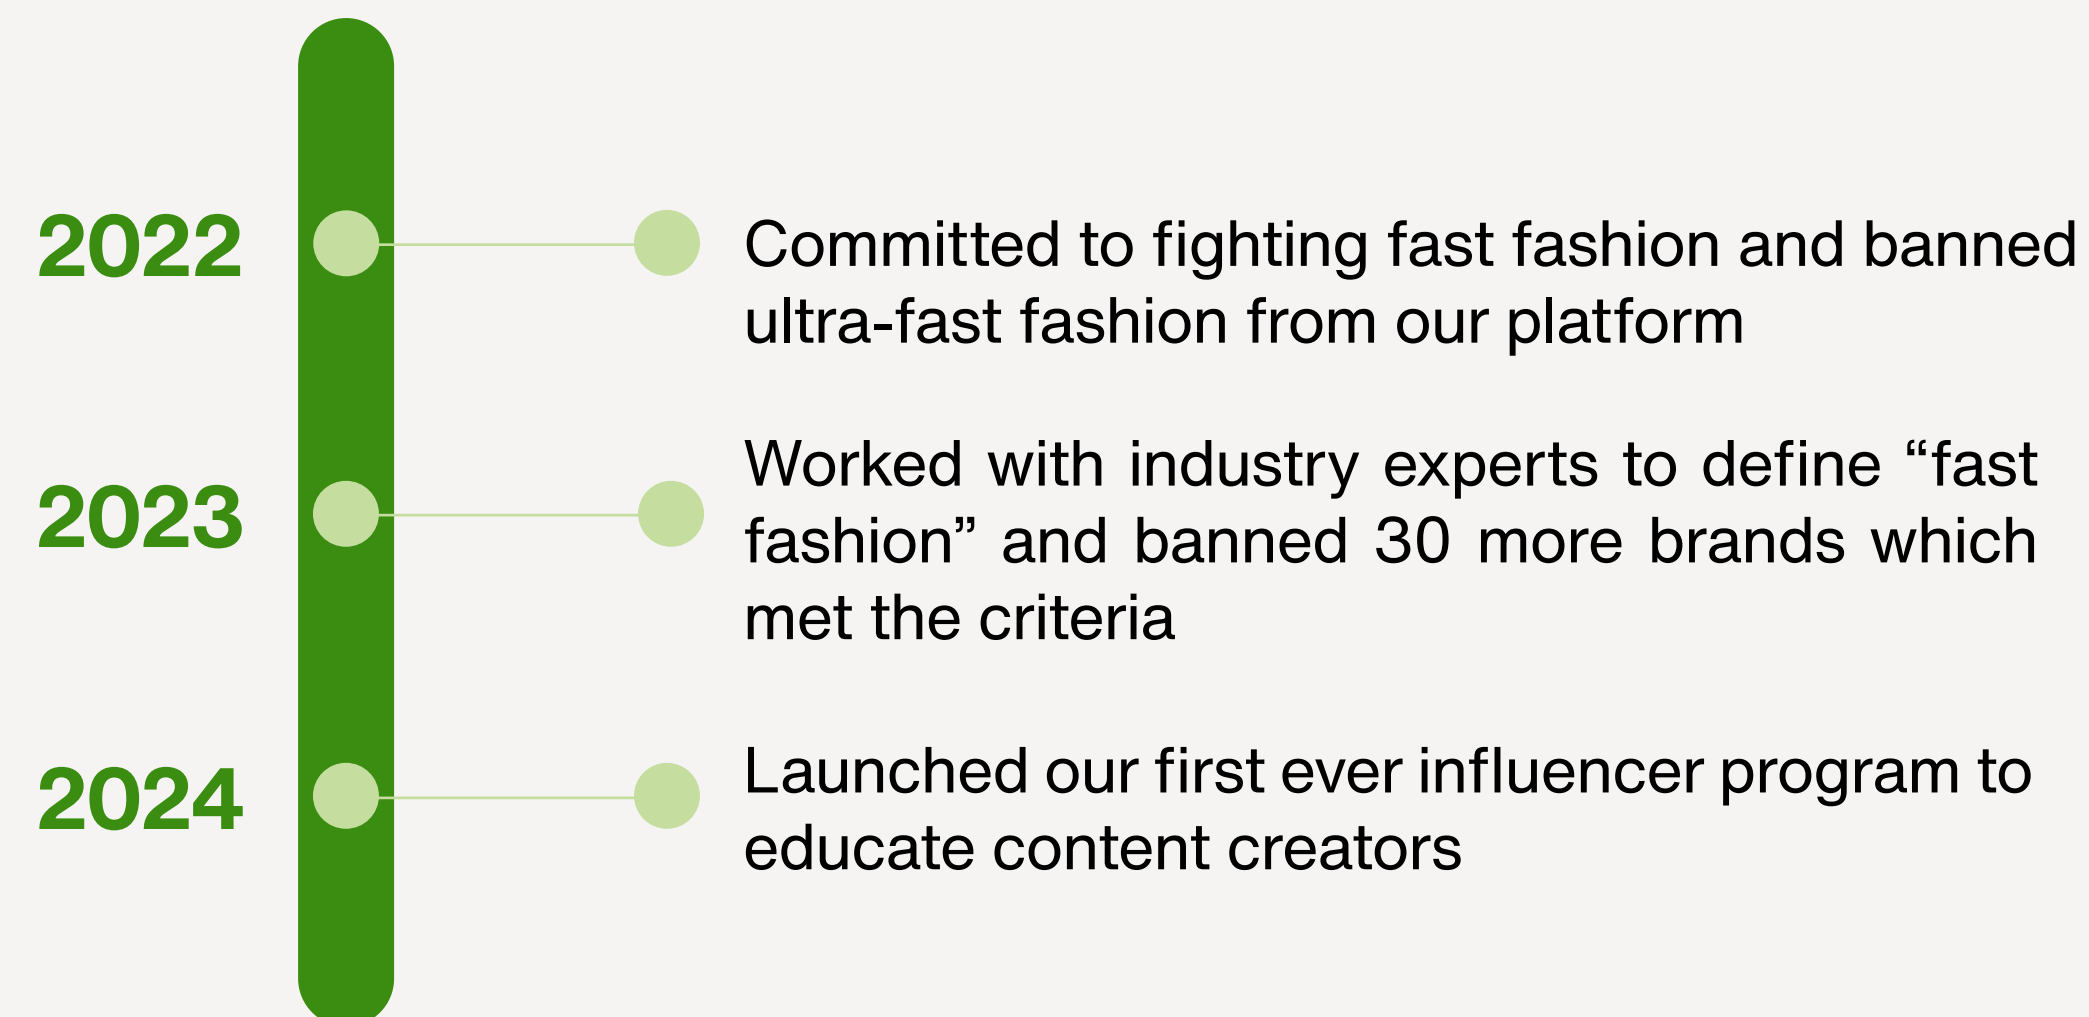 2022
Committed to fighting fast fashion and banned
ultra-fast fashion from our platform
2023
Worked with industry experts to define “fast
fashion” and banned 30 more brands which
met the criteria
2024
Launched our first ever influencer program to
educate content creators